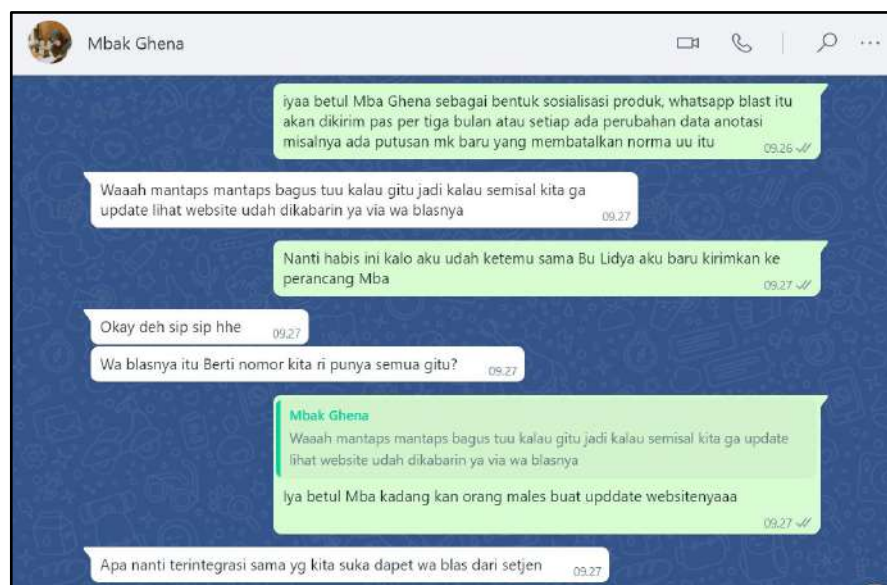 Mbak Ghena
iyaa betul Mba Ghena sebagai bentuk sosialisasi produk, whatsapp blast itu
akan dikirim pas per tiga bulan atau setiap ada perubahan data anotasi
misalnya ada putusan mk baru yang membatalkan norma uu itu
09.26
Waaah mantaps mantaps bagus tuu kalau gitu jadi kalau semisal kita ga
update lihat website udah dikabarin ya via wa blasnya
09.27
Nanti habis ini kalo aku udah ketemu sama Bu Lidya aku baru kirimkan ke
perancang Mba
09.27
Okay deh sip sip hhe
09.27
Wa blasnya itu Berti nomor kita ri punya semua gitu?
09.27
Mbak Ghena
Waaah mantaps mantaps bagus tuu kalau gitu jadi kalau semisal kita ga update
lihat website udah dikabarin ya via wa blasnya
Iya betul Mba kadang kan orang males buat upddate websitenyaaa
09.27
Apa nanti terintegrasi sama yg kita suka dapet wa blas dari setjen
09.27